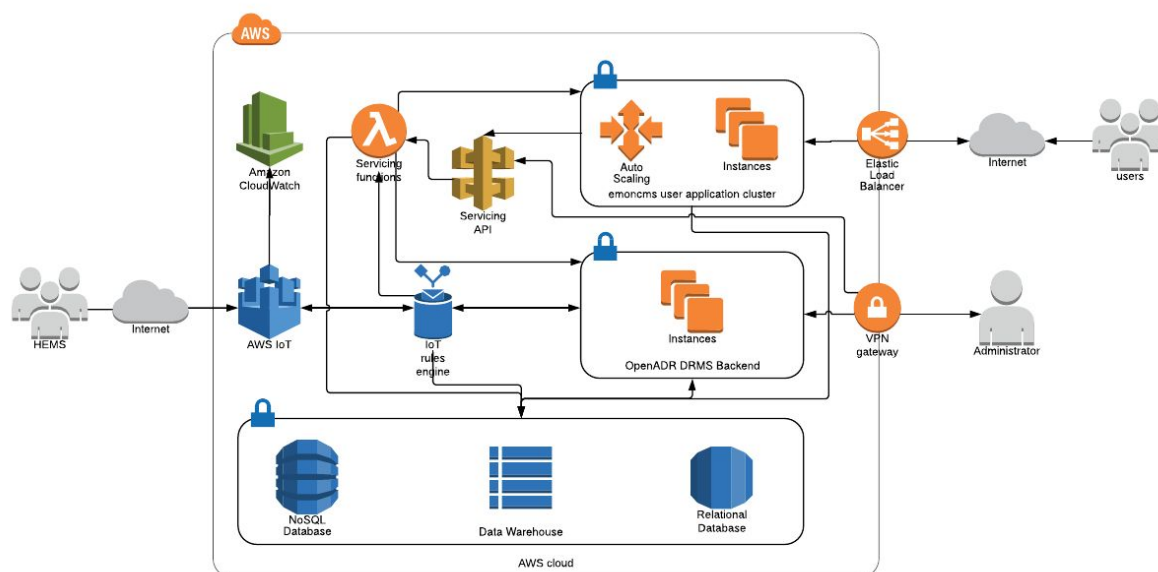 AWS
Amazon
CloudWatch
Servicing
functions
Servicing
API
Auto
Scaling
Instances
emoncms user application cluster
Elastic
Load
Balancer
Internet
users
HEMS
Internet
AWS IoT
IoT
rules
engine
Instances
OpenADR DRMS Backend
VPN
gateway
Administrator
NoSQL
Database
Data Warehouse
Relational
Database
AWS cloud